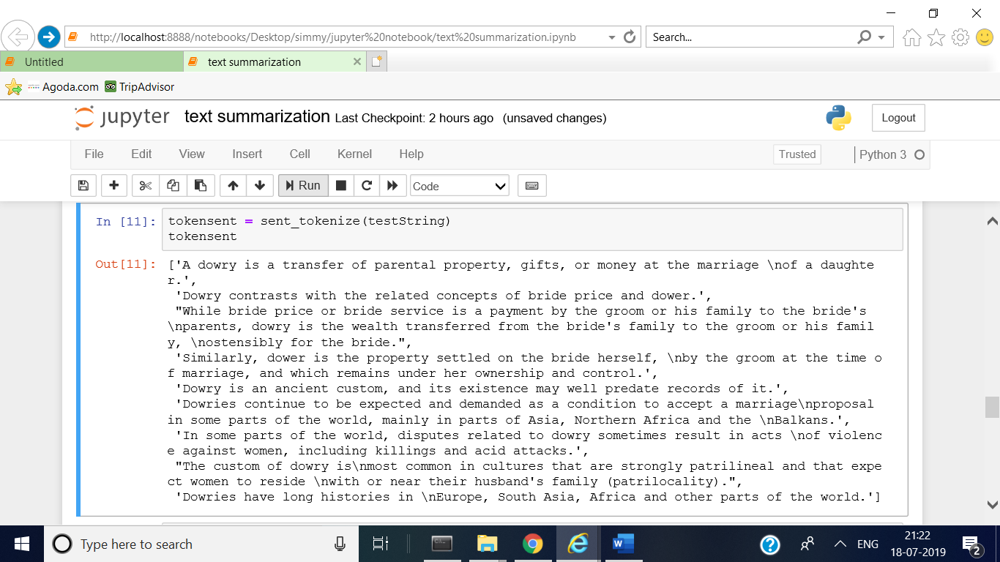 http://localhost:8888/notebooks/Desktop/simmy/jupyter%20notebook/text%20summarization.ipynb
Search...
Untitled
text summarization
Agoda.com
TripAdvisor
jupyter text summarization Last Checkpoint: 2 hours ago (unsaved changes)
Logout
File Edit View Insert Cell Kernel Help
Trusted
Python 3
Run
Code
In [11]: tokensent = sent_tokenize(testString)
tokensent
Out[11]: ['A dowry is a transfer of parental property, gifts, or money at the marriage \nof a daughte
r.',
'Dowry contrasts with the related concepts of bride price and dower.',
"While bride price or bride service is a payment by the groom or his family to the bride's
\nparents, dowry is the wealth transferred from the bride's family to the groom or his famil
y, \nostensibly for the bride.",
'Similarly, dower is the property settled on the bride herself, \nby the groom at the time o
f marriage, and which remains under her ownership and control.',
'Dowry is an ancient custom, and its existence may well predate records of it.',
'Dowries continue to be expected and demanded as a condition to accept a marriage\nproposal
in some parts of the world, mainly in parts of Asia, Northern Africa and the \nBalkans.',
'In some parts of the world, disputes related to dowry sometimes result in acts \nof violenc
e against women, including killings and acid attacks.',
"The custom of dowry is\nmost common in cultures that are strongly patrilineal and that expe
ct women to reside \nwith or near their husband's family (patrilocality).",
'Dowries have long histories in \nEurope, South Asia, Africa and other parts of the world.']
Type here to search
ENG
21:22
18-07-2019
2